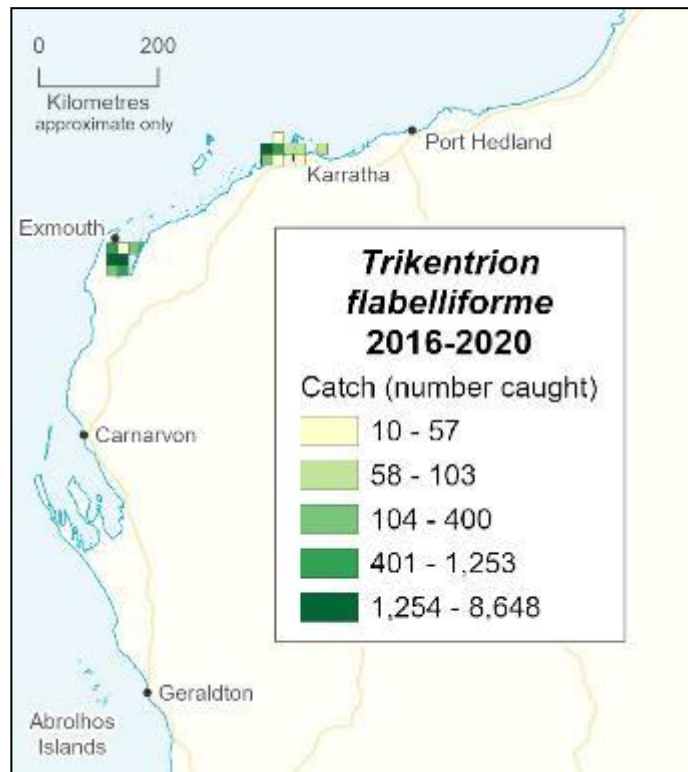 0 200
Kilometres
approximate only
Port Hedland
Karratha
Exmouth
Trikentrion
flabelliforme
2016-2020
Catch (number caught)
10 - 57
58 - 103
104 - 400
401 - 1,253
1,254 - 8,648
Carnarvon
Geraldton
Abrolhos
Islands